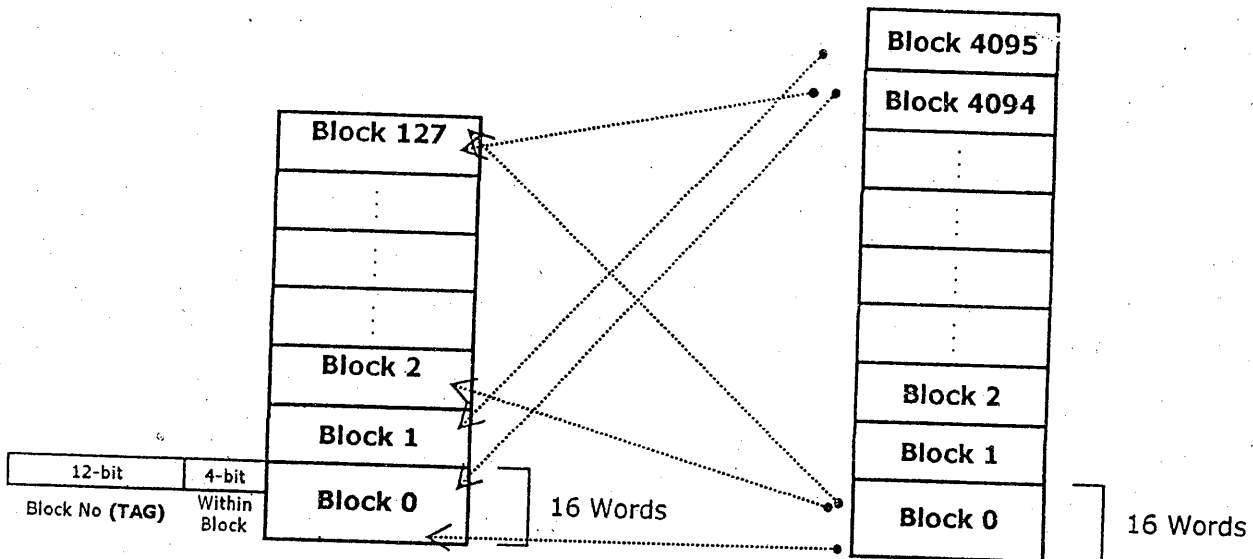 Block 4095
Block 4094
Block 127
Block 2
Block 2
Block 1
Block 1
12-bit
4-bit
Block No (TAG)
Within
Block
Block 0
16 Words
Block 0
16 Words